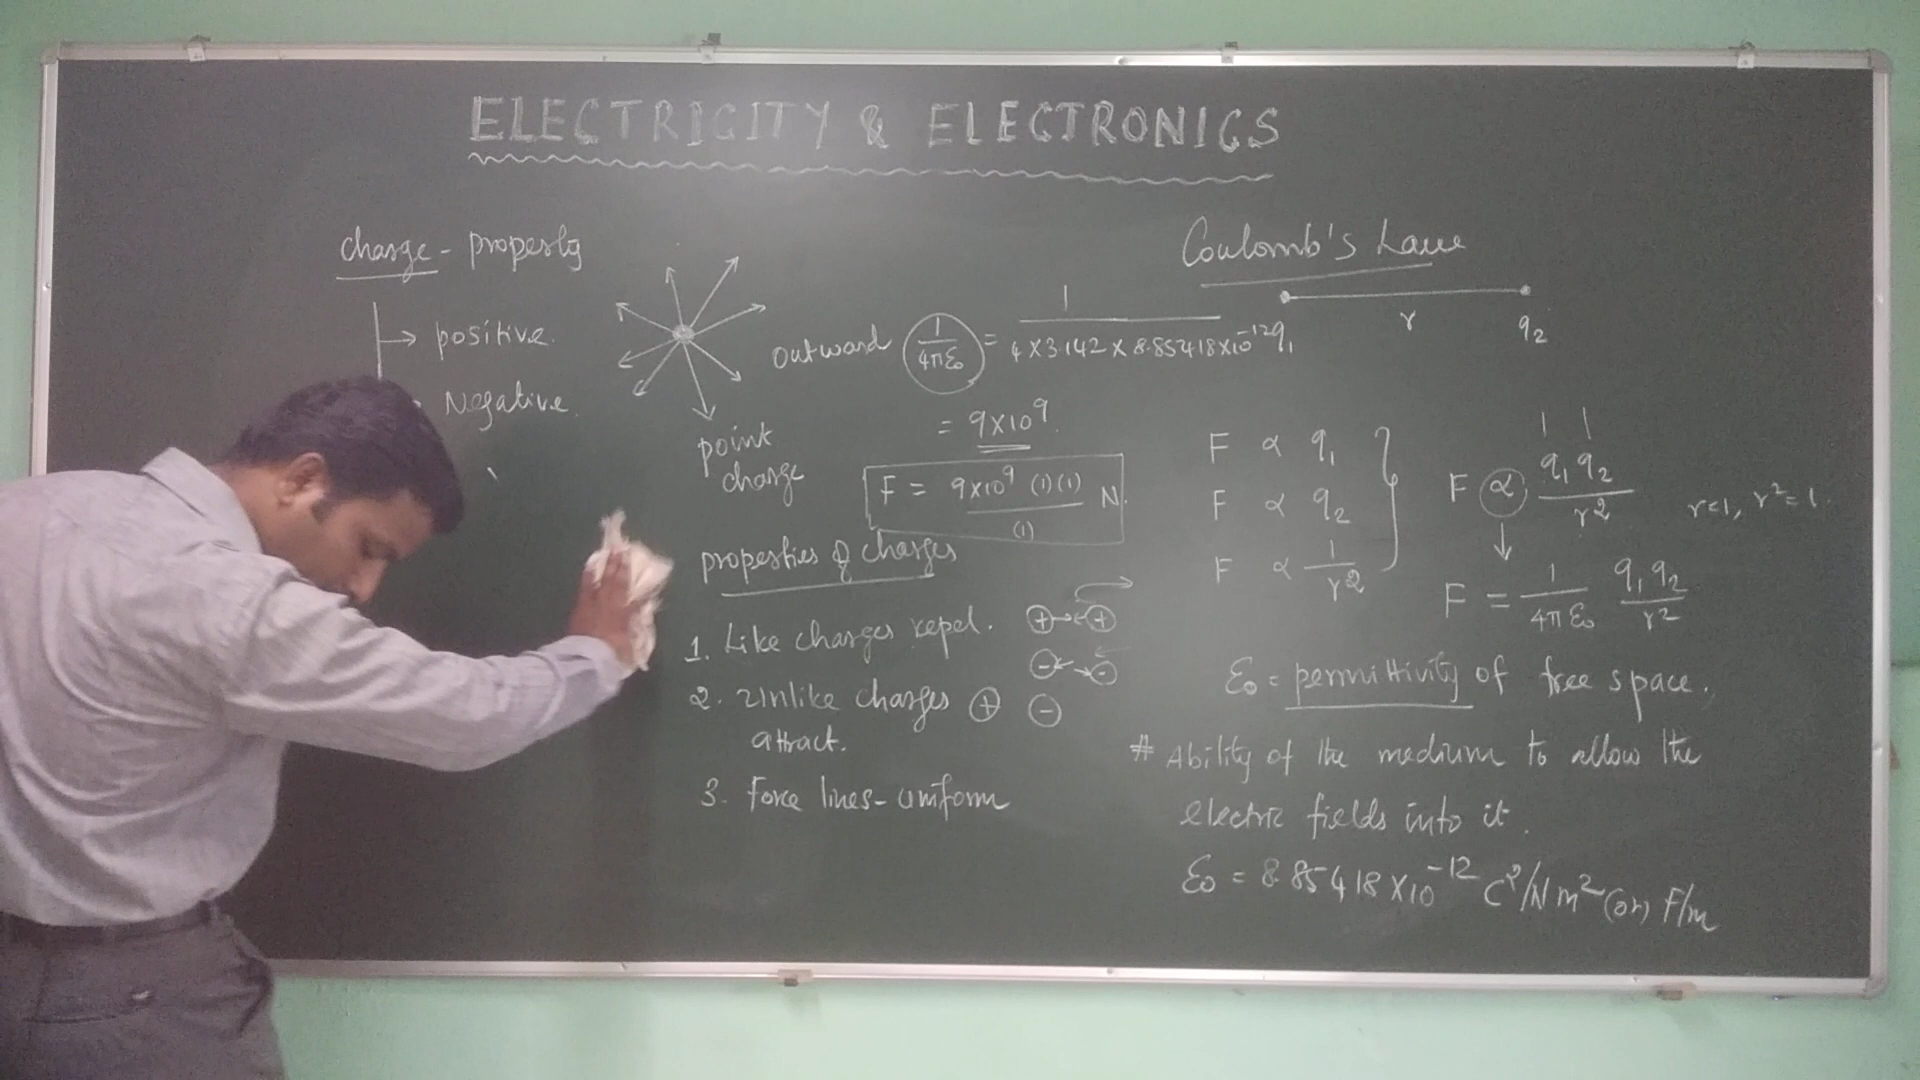 ELECTRICITY & ELECTRONICS
charge - property
positive
Negative
outward
1/4πε₀ = 1/4×3.142×8.85418×10⁻¹²
= 9×10⁹
point
charge
F = 9×10⁹ (1)(1)/(1) N
properties of charges
1. Like charges repel.
+ +
- -
2. Unlike charges + -
attract.
3. Force lines - uniform
Coulomb's Law
q₁ r q₂
F ∝ q₁
F ∝ q₂
F ∝ 1/r²
1 1
F ∝ q₁q₂/r²
r=1, r²=1.
F = 1/4πε₀ q₁q₂/r²
ε₀ = permittivity of free space.
# Ability of the medium to allow the
electric fields into it.
ε₀ = 8.85418×10⁻¹² C²/Nm² (or) F/m